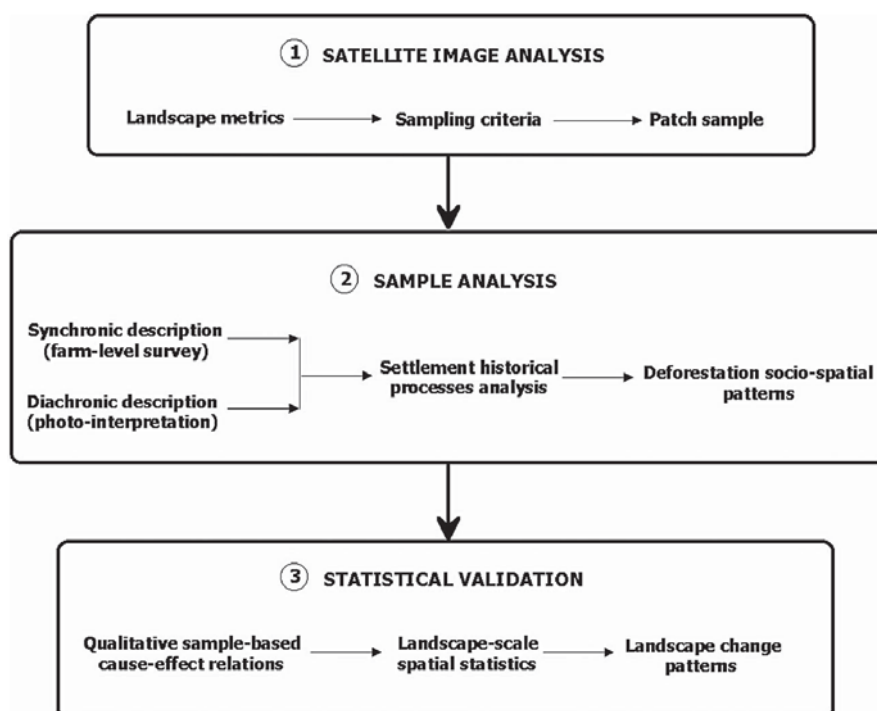 1 SATELLITE IMAGE ANALYSIS
Landscape metrics Sampling criteria Patch sample
2 SAMPLE ANALYSIS
Synchronic description
(farm-level survey)
Settlement historical
processes analysis
Deforestation socio-spatial
patterns
Diachronic description
(photo-interpretation)
3 STATISTICAL VALIDATION
Qualitative sample-based
cause-effect relations
Landscape-scale
spatial statistics
Landscape change
patterns